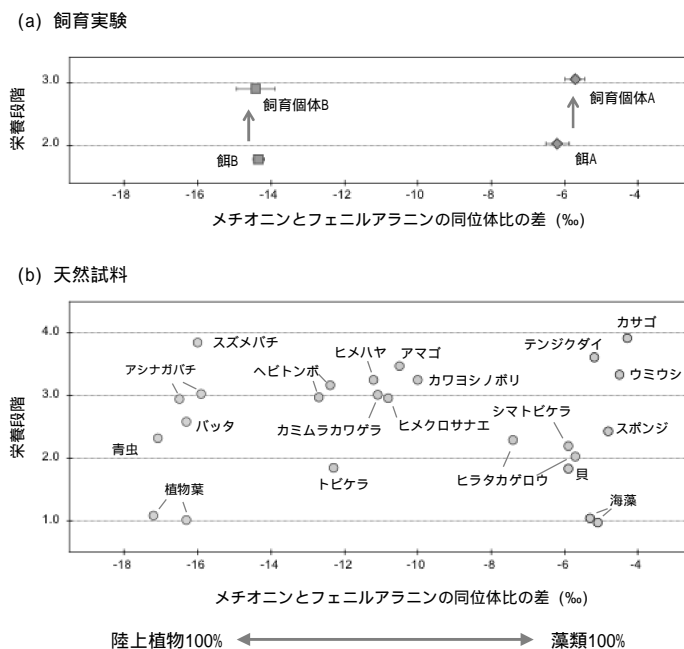 (a) 飼育実験
栄養段階
3.0
2.0
飼育個体B
飼育個体A
餌B
餌A
-18 -16 -14 -12 -10 -8 -6 -4
メチオニンとフェニルアラニンの同位体比の差 (‰)
(b) 天然試料
栄養段階
4.0
3.0
2.0
1.0
カサゴ
スズメバチ
テンジクダイ
ヒメハヤ
アマゴ
アシナガバチ
ヘビトンボ
カワヨシノボリ
ウミウシ
シマトビケラ
バッタ
カミムラカワゲラ
ヒメクロサナエ
スポンジ
青虫
トビケラ
ヒラタカゲロウ
貝
植物葉
海藻
-18 -16 -14 -12 -10 -8 -6 -4
メチオニンとフェニルアラニンの同位体比の差 (‰)
陸上植物100%
藻類100%